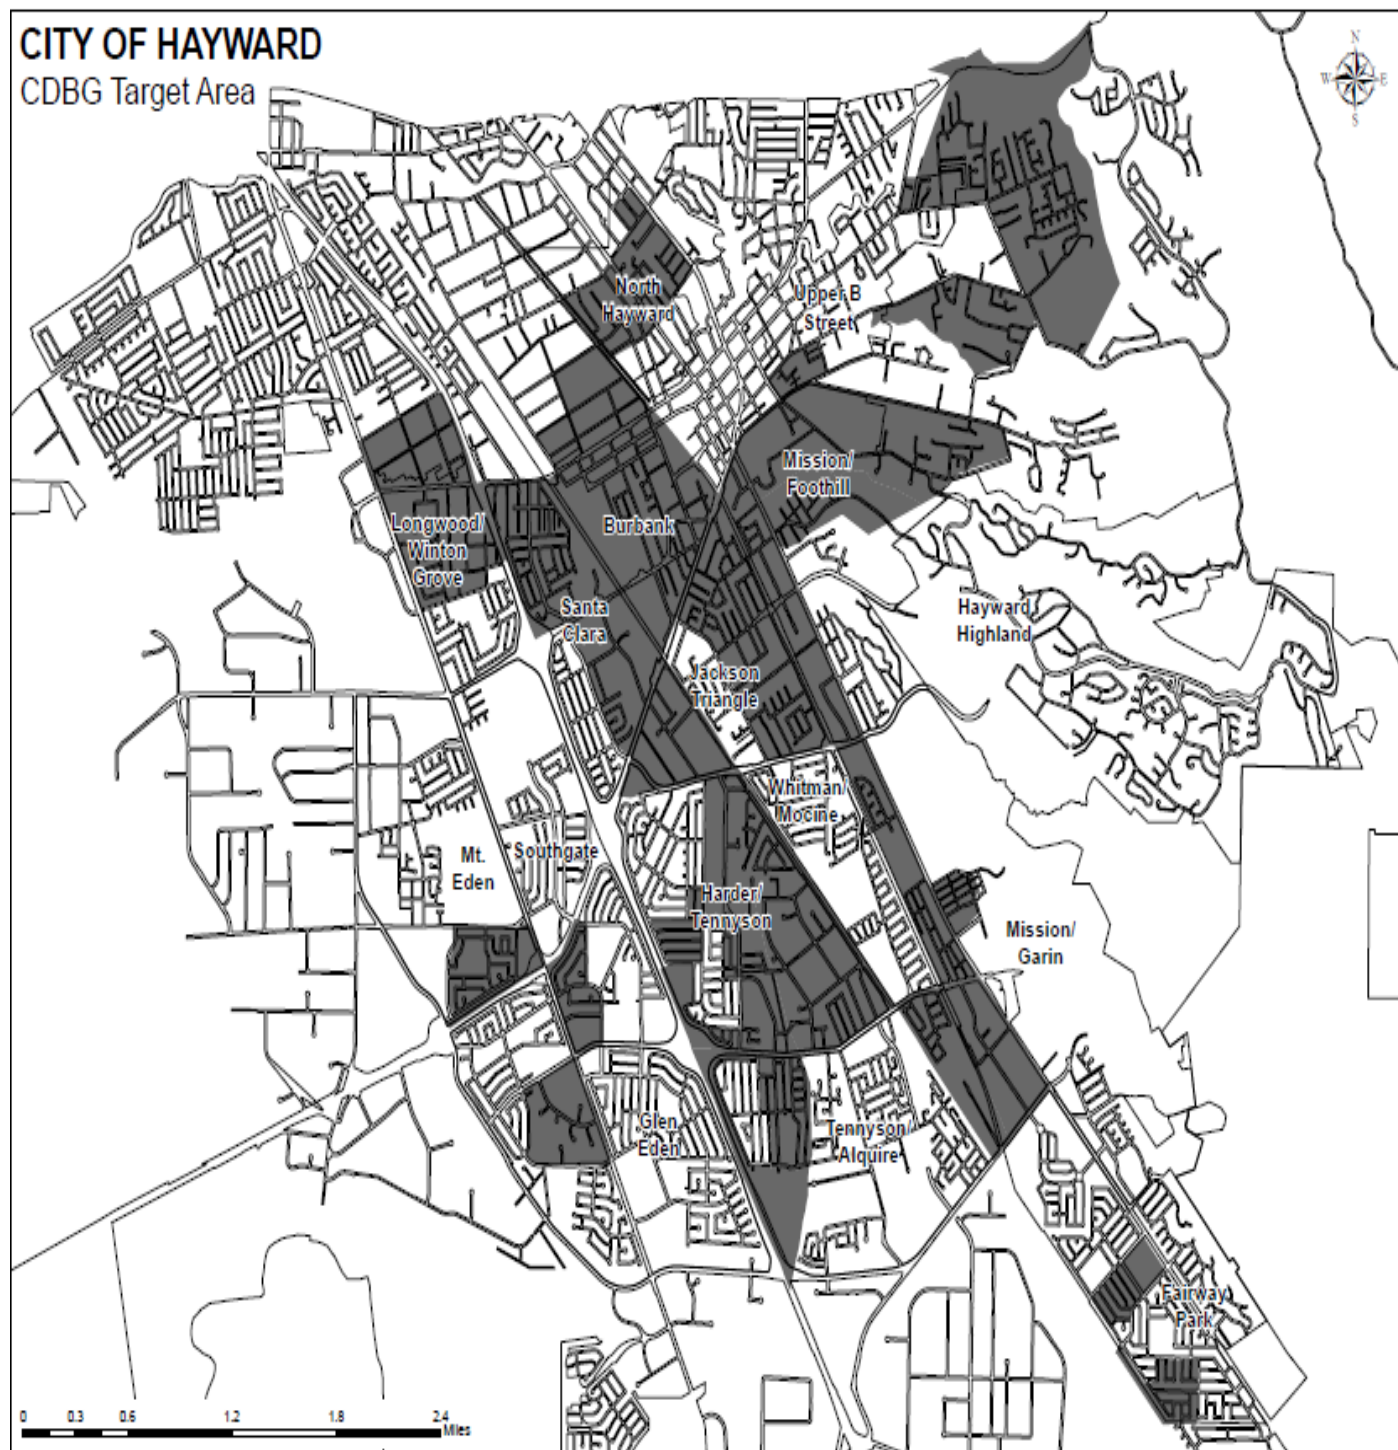 CITY OF HAYWARD
CDBG Target Area
N
W
E
S
North
Hayward
Upper B
Street
Mission/
Foothill
Longwood/
Winton
Grove
Burbank
Santa
Clara
Hayward
Highland
Jackson
Triangle
Whitman/
Mocine
Mt.
Eden
Southgate
Harder/
Tennyson
Mission/
Garin
Glen
Eden
Tennyson/
Alquire
Fairway
Park
0 0.3 0.6 1.2 1.8 2.4
Miles